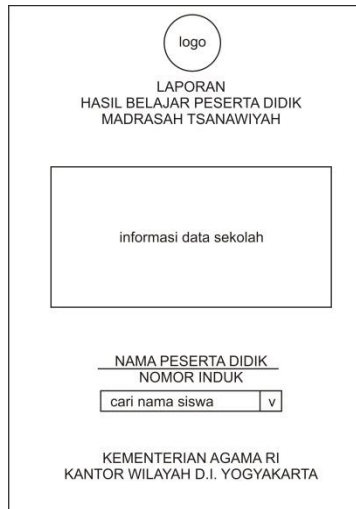 logo
LAPORAN
HASIL BELAJAR PESERTA DIDIK
MADRASAH TSANAWIYAH
informasi data sekolah
NAMA PESERTA DIDIK
NOMOR INDUK
cari nama siswa v
KEMENTERIAN AGAMA RI
KANTOR WILAYAH D.I. YOGYAKARTA